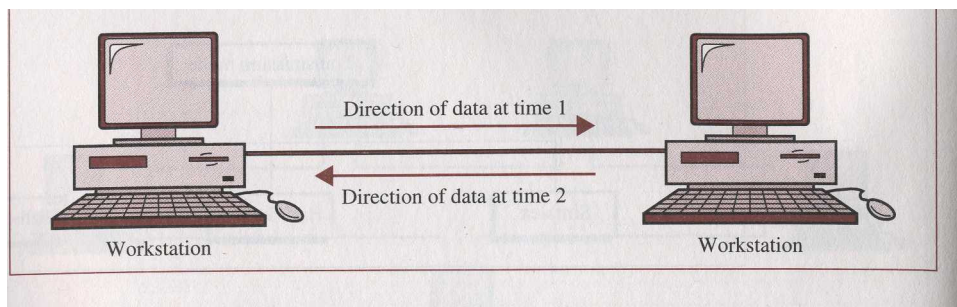 Direction of data at time 1
Direction of data at time 2
Workstation
Workstation